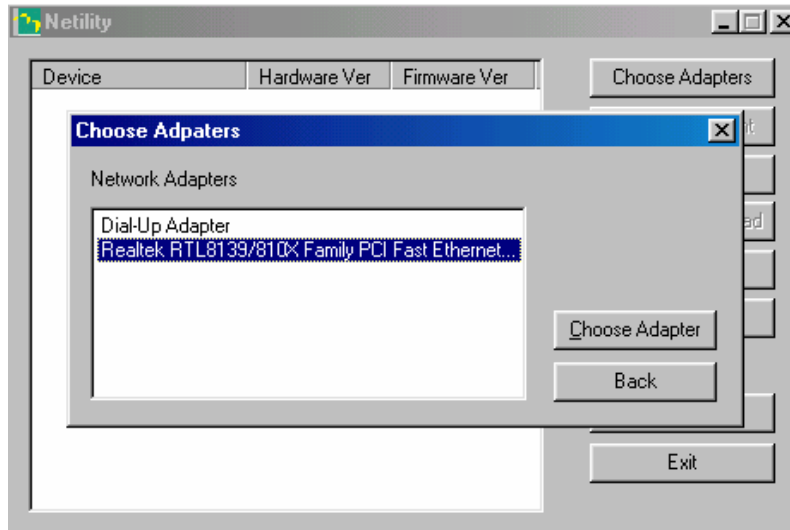 Netility
Device Hardware Ver Firmware Ver
Choose Adapters
Choose Adpaters
Network Adapters
Dial-Up Adapter
Realtek RTL8139/810X Family PCI Fast Ethernet...
Choose Adapter
Back
Exit